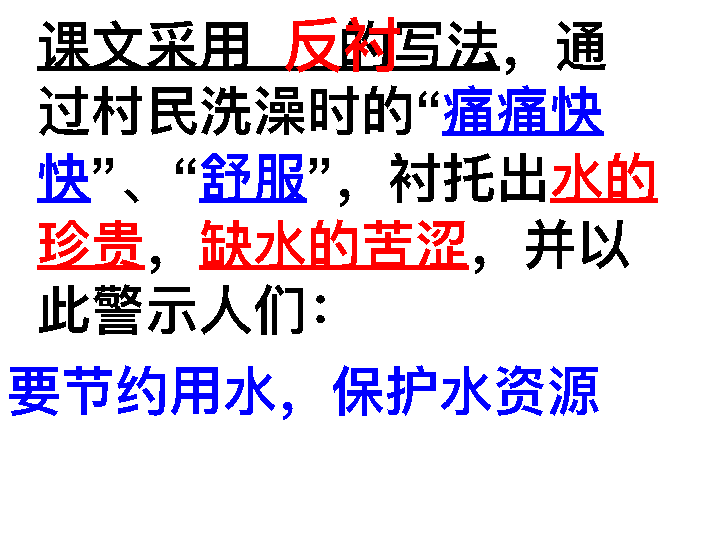 课文采用 反衬的写法，通
过村民洗澡时的“痛痛快
快”、“舒服”，衬托出水的
珍贵，缺水的苦涩，并以
此警示人们：
要节约用水，保护水资源